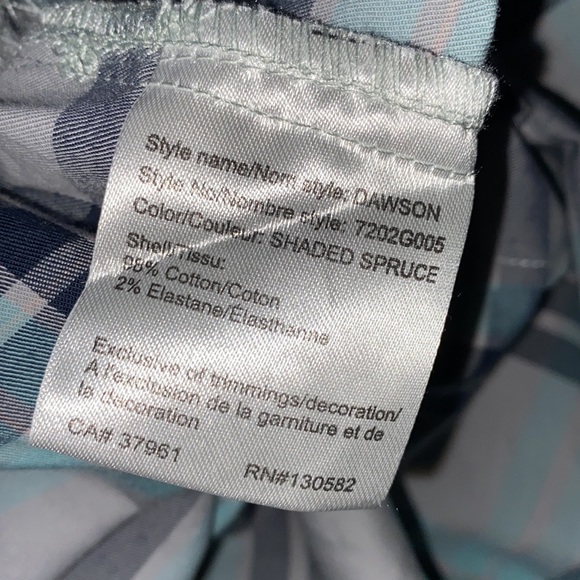 Style name/Nom style: DAWSON
Style No/Nombre style: 7202G005
Color/Couleur: SHADED SPRUCE
Shell/Tissu:
98% Cotton/Coton
2% Elastane/Elasthanne
Exclusive of trimmings/decoration/
A l'exclusion de la garniture et de
la decoration
CA# 37961
RN#130582